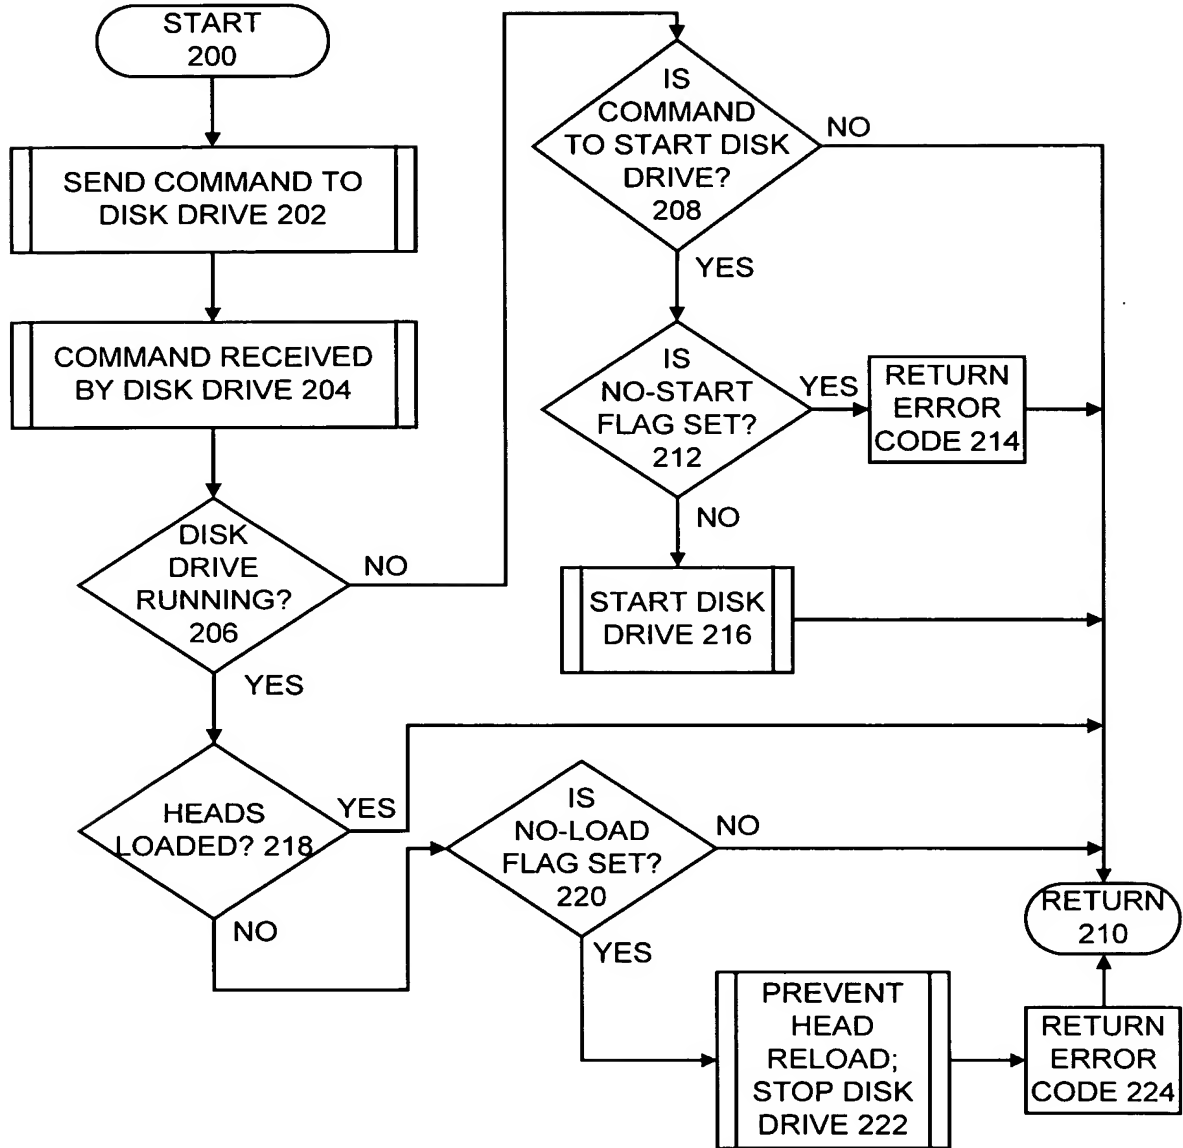 START
200
SEND COMMAND TO
DISK DRIVE 202
COMMAND RECEIVED
BY DISK DRIVE 204
DISK
DRIVE
RUNNING?
206
NO
YES
IS
COMMAND
TO START DISK
DRIVE?
208
NO
YES
IS
NO-START
FLAG SET?
212
YES
RETURN
ERROR
CODE 214
NO
START DISK
DRIVE 216
HEADS
LOADED? 218
YES
NO
IS
NO-LOAD
FLAG SET?
220
NO
YES
PREVENT
HEAD
RELOAD;
STOP DISK
DRIVE 222
RETURN
ERROR
CODE 224
RETURN
210